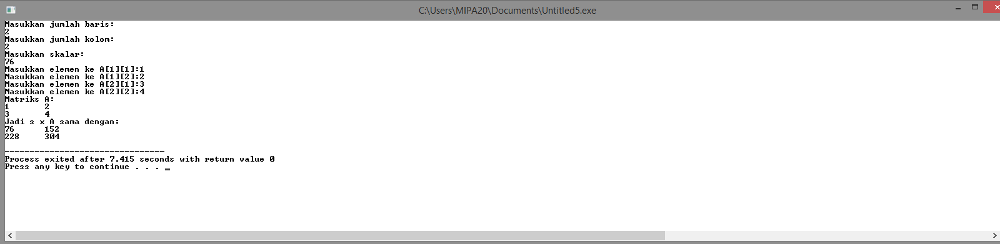 C:\Users\MIPA20\Documents\Untitled5.exe
Masukkan jumlah baris:
2
Masukkan jumlah kolom:
2
Masukkan skalar:
76
Masukkan elemen ke A[1][1]:1
Masukkan elemen ke A[1][2]:2
Masukkan elemen ke A[2][1]:3
Masukkan elemen ke A[2][2]:4
Matriks A:
1       2
3       4
Jadi s x A sama dengan:
76      152
228     304
--------------------------------
Process exited after 7.415 seconds with return value 0
Press any key to continue . . . _